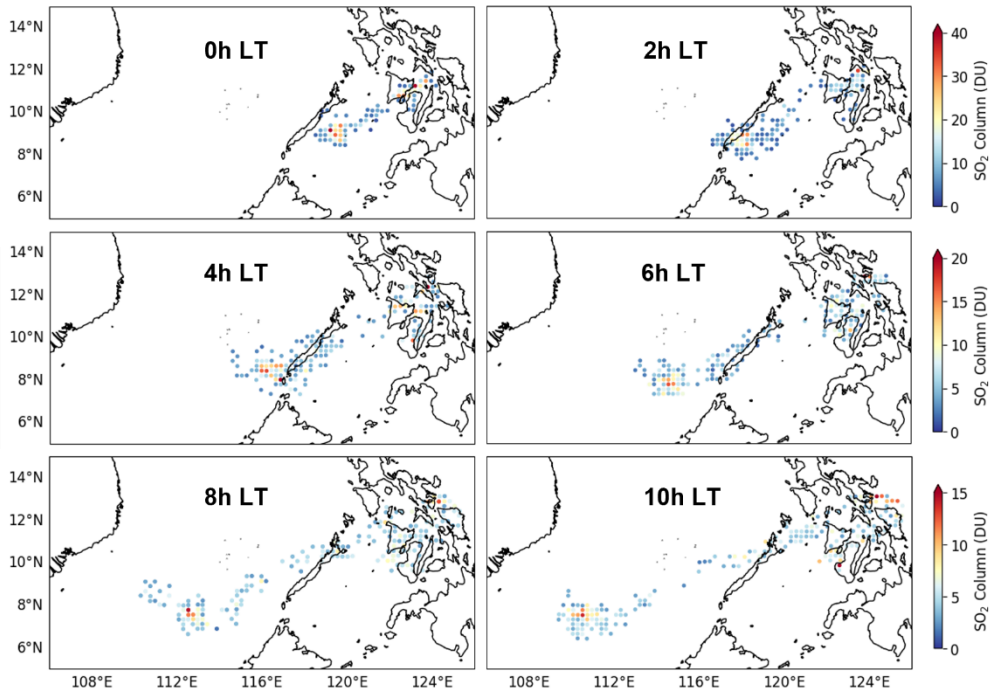 14°N
12°N
10°N
8°N
6°N
0h LT
2h LT
40
30
20
10
0
SO₂ Column (DU)
14°N
12°N
10°N
8°N
6°N
4h LT
6h LT
20
15
10
5
0
SO₂ Column (DU)
14°N
12°N
10°N
8°N
6°N
8h LT
10h LT
15
10
5
0
SO₂ Column (DU)
108°E 112°E 116°E 120°E 124°E 108°E 112°E 116°E 120°E 124°E